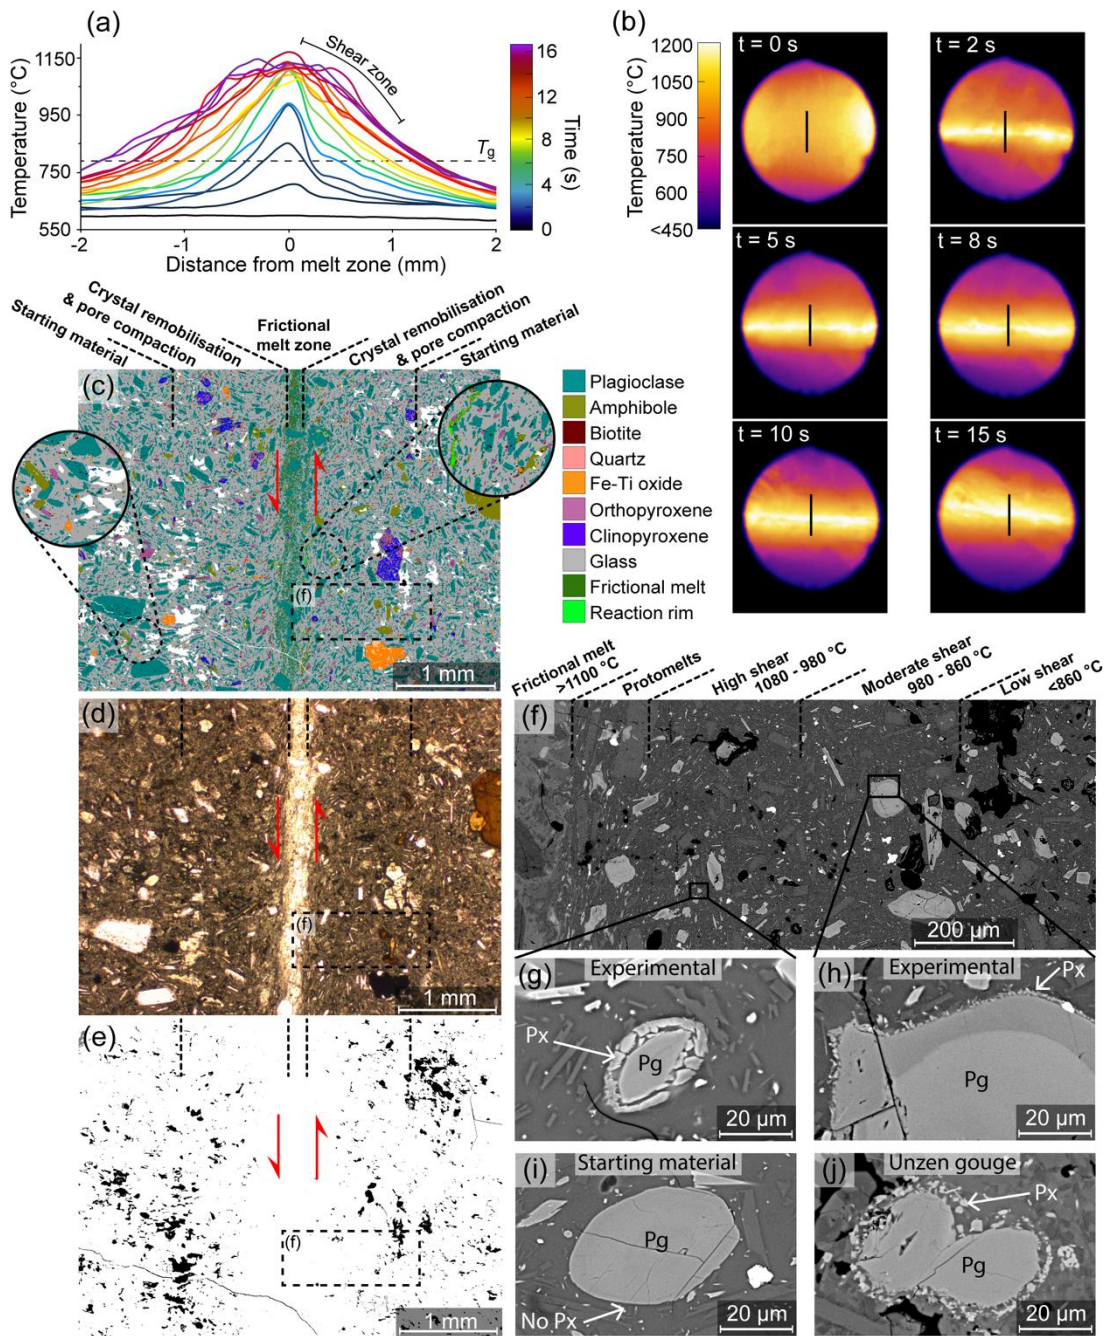 (a)
1150
950
750
550
Temperature (°C)
-2
-1
0
1
2
Distance from melt zone (mm)
Shear zone
Tg
16
12
8
4
0
Time (s)
(b)
1200
1050
900
750
600
<450
Temperature (°C)
t = 0 s
t = 2 s
t = 5 s
t = 8 s
t = 10 s
t = 15 s
Starting material
Crystal remobilisation
& pore compaction
Frictional
melt zone
Crystal remobilisation
& pore compaction
Starting material
(c)
(f)
1 mm
Plagioclase
Amphibole
Biotite
Quartz
Fe-Ti oxide
Orthopyroxene
Clinopyroxene
Glass
Frictional melt
Reaction rim
(d)
(f)
1 mm
(e)
(f)
1 mm
Frictional melt
>1100 °C
Protomelts
High shear
1080 - 980 °C
Moderate shear
980 - 860 °C
Low shear
<860 °C
(f)
200 µm
(g)
Experimental
Px
Pg
20 µm
(h)
Experimental
Px
Pg
20 µm
(i)
Starting material
Pg
No Px
20 µm
(j)
Unzen gouge
Px
Pg
20 µm